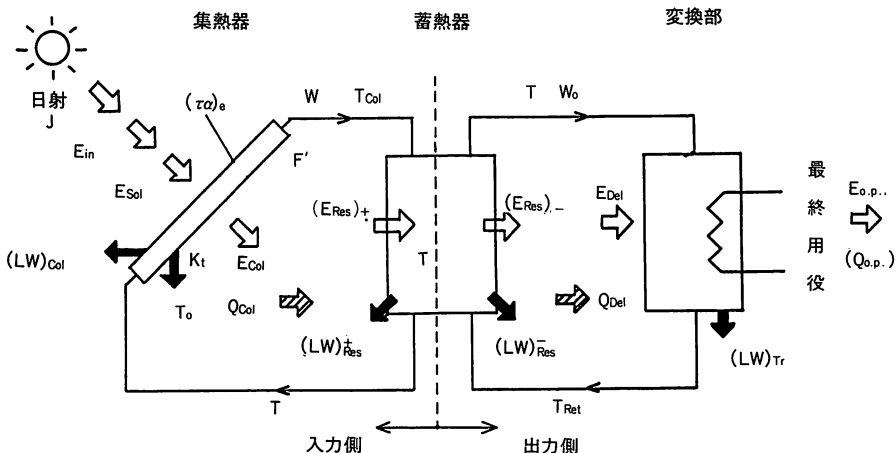 集熱器
蓄熱器
変換部
日射
J
(τα)e
W
TCol
T
Wo
Ein
F'
ESol
(ERes)+
(ERes)-
EDel
最終用役
Eo.p..
(Qo.p.)
(LW)Col
Kt
ECol
T
To
QCol
QDel
(LW)+Res
(LW)-Res
(LW)Tr
T
TRet
入力側
出力側